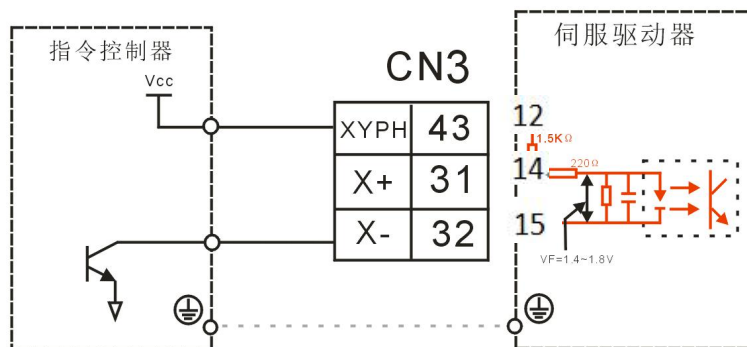 指令控制器
Vcc
CN3
XYPH 43
X+ 31
X- 32
伺服驱动器
12
1.5KΩ
14
220Ω
15
VF=1.4~1.8V